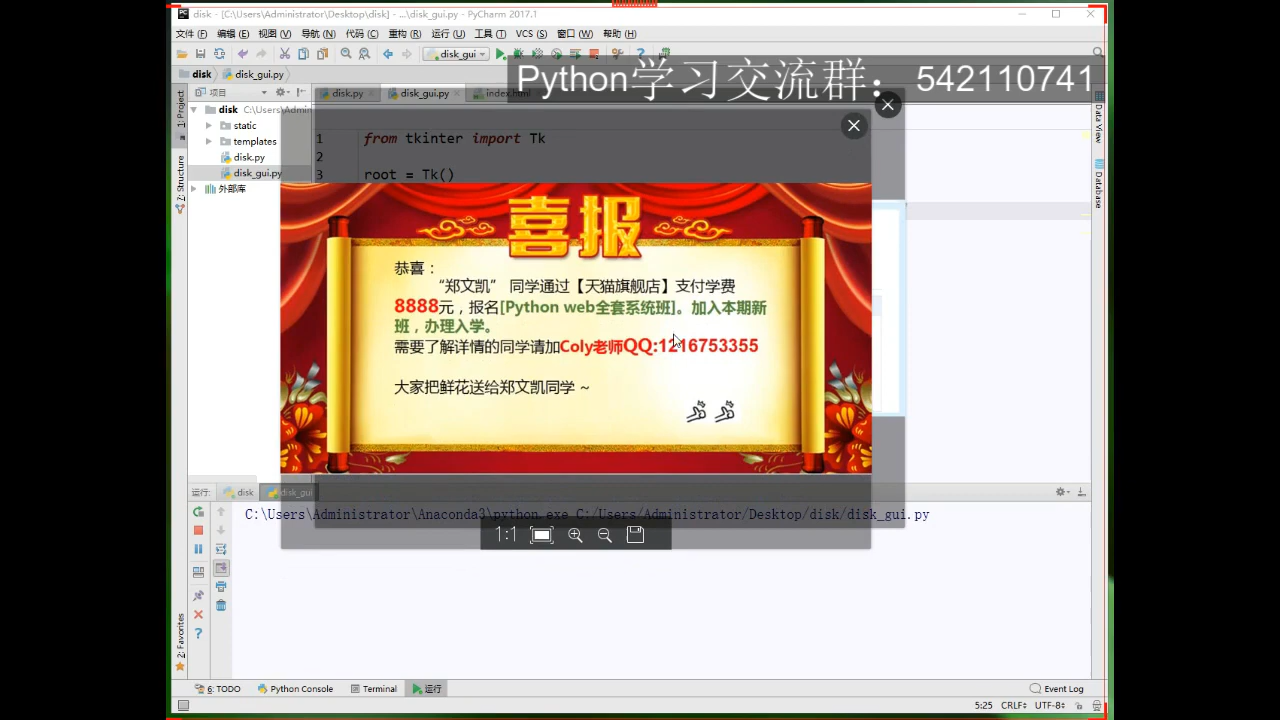 disk - [C:\Users\Administrator\Desktop\disk] - ...\disk_gui.py - PyCharm 2017.1
文件(F) 编辑(E) 视图(V) 导航(N) 代码(C) 重构(R) 运行(U) 工具(T) VCS(S) 窗口(W) 帮助(H)
disk_gui
disk disk_gui.py
Python学习交流群：542110741
项目
disk.py disk_gui.py index.html
1: Project
Z: Structure
2: Favorites
Data View
Database
disk C:\Users\Admin
static
templates
disk.py
disk_gui.py
外部库
1 from tkinter import Tk
2
3 root = Tk()
喜报
恭喜：
“郑文凯” 同学通过【天猫旗舰店】支付学费
8888元，报名[Python web全套系统班]。加入本期新
班，办理入学。
需要了解详情的同学请加Coly老师QQ:1216753355
大家把鲜花送给郑文凯同学 ~
运行: disk disk_gui
C:\Users\Administrator\Anaconda3\python.exe C:/Users/Administrator/Desktop/disk/disk_gui.py
1:1
6: TODO Python Console Terminal 运行 Event Log
5:25 CRLF UTF-8